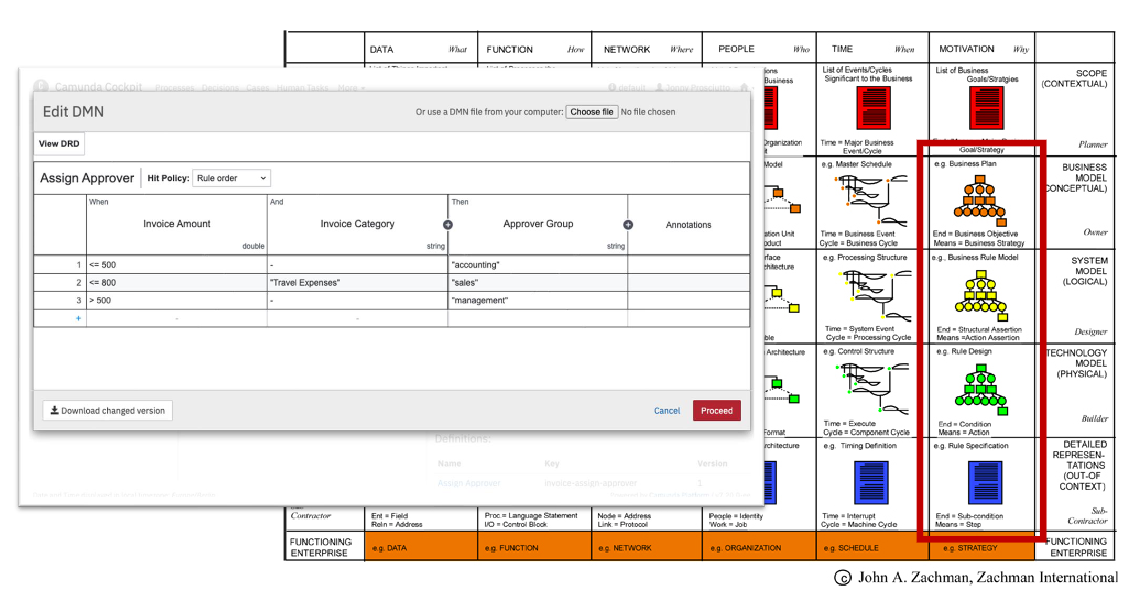 DATA What FUNCTION How NETWORK Where PEOPLE Who TIME When MOTIVATION Why
List of Events/Cycles
Significant to the Business
List of Business
Goals/Stratgies
SCOPE
(CONTEXTUAL)
Business
Organization
Time = Major Business
Event/Cycle
Goal/Strategy
Planner
Camunda Cockpit Processes Decisions Cases Human Tasks More
Edit DMN
Or use a DMN file from your computer: Choose file No file chosen
View DRD
Assign Approver Hit Policy: Rule order
When And Then
Invoice Amount Invoice Category Approver Group Annotations
double string string
1 <= 500 - "accounting"
2 <= 800 "Travel Expenses" "sales"
3 > 500 - "management"
+ - -
Download changed version Cancel Proceed
Definitions:
Name Key Version
Assign Approver invoice-assign-approver 1
Model
e.g. Master Schedule
e.g. Business Plan
BUSINESS
MODEL
CONCEPTUAL)
Time = Business Event
Cycle = Business Cycle
End = Business Objective
Means = Business Strategy
Owner
e.g. Processing Structure
e.g., Business Rule Model
SYSTEM
MODEL
(LOGICAL)
Time = System Event
Cycle = Processing Cycle
End = Structural Assertion
Means =Action Assertion
Designer
Architecture
e.g. Control Structure
e.g. Rule Design
TECHNOLOGY
MODEL
(PHYSICAL)
Format
Time = Execute
Cycle = Component Cycle
End = Condition
Means = Action
Builder
e.g. Timing Definition
e.g. Rule Specification
DETAILED
REPRESEN-
TATIONS
(OUT-OF
CONTEXT)
Contractor
Ent = Field
Reln = Address
Proc.= Language Statement
I/O = Control Block
Node = Address
Link = Protocol
People = Identity
Work = Job
Time = Interrupt
Cycle = Machine Cycle
End = Sub-condition
Means = Step
Sub-
Contractor
FUNCTIONING
ENTERPRISE
e.g. DATA e.g. FUNCTION e.g. NETWORK e.g. ORGANIZATION e.g. SCHEDULE e.g. STRATEGY
FUNCTIONING
ENTERPRISE
© John A. Zachman, Zachman International